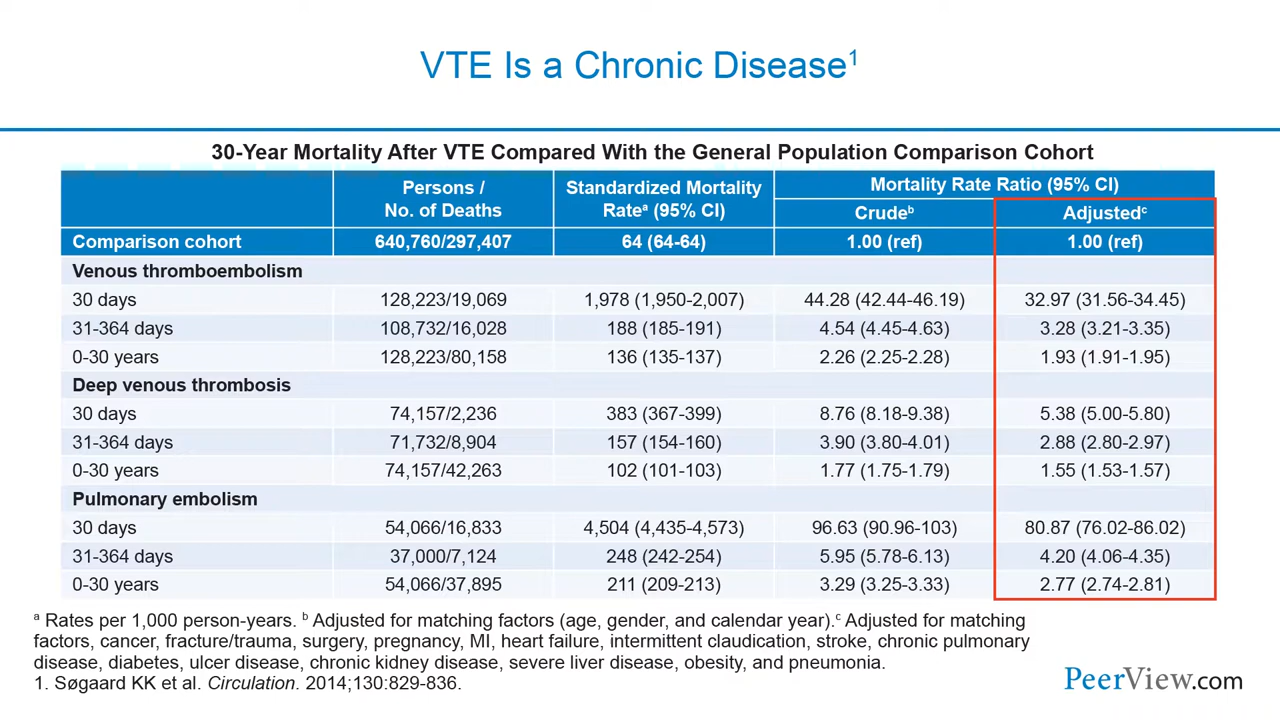 VTE Is a Chronic Disease1
30-Year Mortality After VTE Compared With the General Population Comparison Cohort
Persons / No. of Deaths Standardized Mortality Ratea (95% CI) Mortality Rate Ratio (95% CI)
Crudeb Adjustedc
Comparison cohort 640,760/297,407 64 (64-64) 1.00 (ref) 1.00 (ref)
Venous thromboembolism
30 days 128,223/19,069 1,978 (1,950-2,007) 44.28 (42.44-46.19) 32.97 (31.56-34.45)
31-364 days 108,732/16,028 188 (185-191) 4.54 (4.45-4.63) 3.28 (3.21-3.35)
0-30 years 128,223/80,158 136 (135-137) 2.26 (2.25-2.28) 1.93 (1.91-1.95)
Deep venous thrombosis
30 days 74,157/2,236 383 (367-399) 8.76 (8.18-9.38) 5.38 (5.00-5.80)
31-364 days 71,732/8,904 157 (154-160) 3.90 (3.80-4.01) 2.88 (2.80-2.97)
0-30 years 74,157/42,263 102 (101-103) 1.77 (1.75-1.79) 1.55 (1.53-1.57)
Pulmonary embolism
30 days 54,066/16,833 4,504 (4,435-4,573) 96.63 (90.96-103) 80.87 (76.02-86.02)
31-364 days 37,000/7,124 248 (242-254) 5.95 (5.78-6.13) 4.20 (4.06-4.35)
0-30 years 54,066/37,895 211 (209-213) 3.29 (3.25-3.33) 2.77 (2.74-2.81)
a Rates per 1,000 person-years. b Adjusted for matching factors (age, gender, and calendar year).c Adjusted for matching
factors, cancer, fracture/trauma, surgery, pregnancy, MI, heart failure, intermittent claudication, stroke, chronic pulmonary
disease, diabetes, ulcer disease, chronic kidney disease, severe liver disease, obesity, and pneumonia.
1. Søgaard KK et al. Circulation. 2014;130:829-836.
PeerView.com